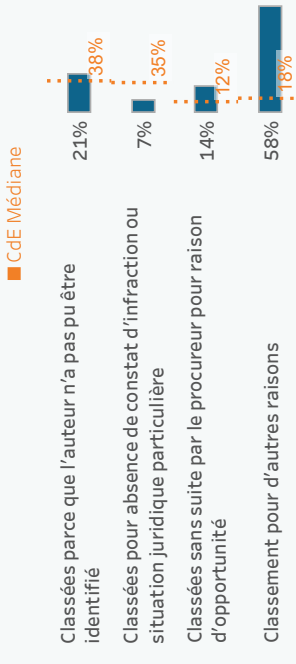 CdE Médiane
Classées parce que l’auteur n’a pas pu être
identifié
21%
38%
Classées pour absence de constat d’infraction ou
situation juridique particulière
7%
35%
Classées sans suite par le procureur pour raison
d’opportunité
14%
12%
Classement pour d’autres raisons
58%
18%